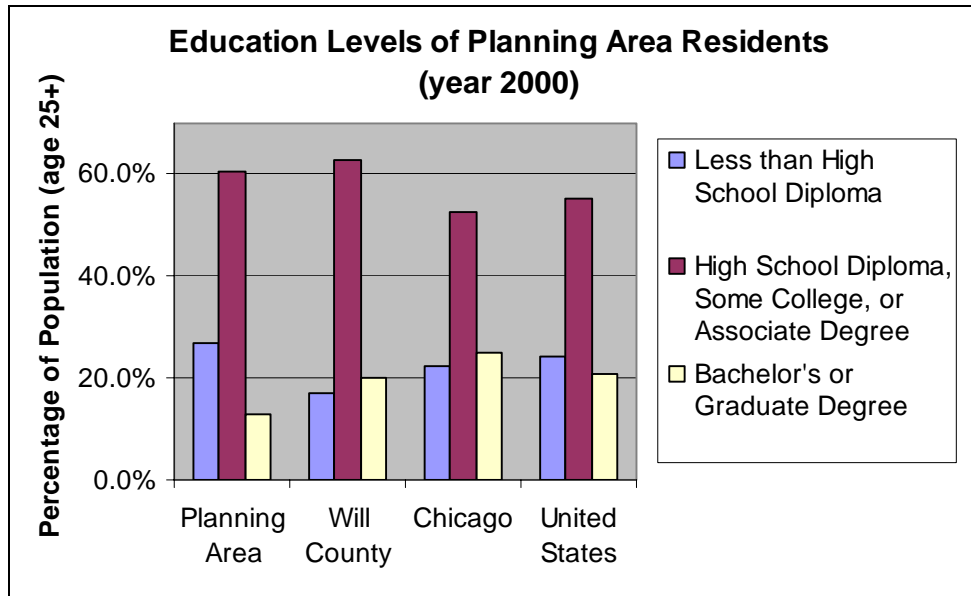 Education Levels of Planning Area Residents
(year 2000)
Percentage of Population (age 25+)
60.0%
40.0%
20.0%
0.0%
Planning Area
Will County
Chicago
United States
Less than High
School Diploma
High School Diploma,
Some College, or
Associate Degree
Bachelor's or
Graduate Degree